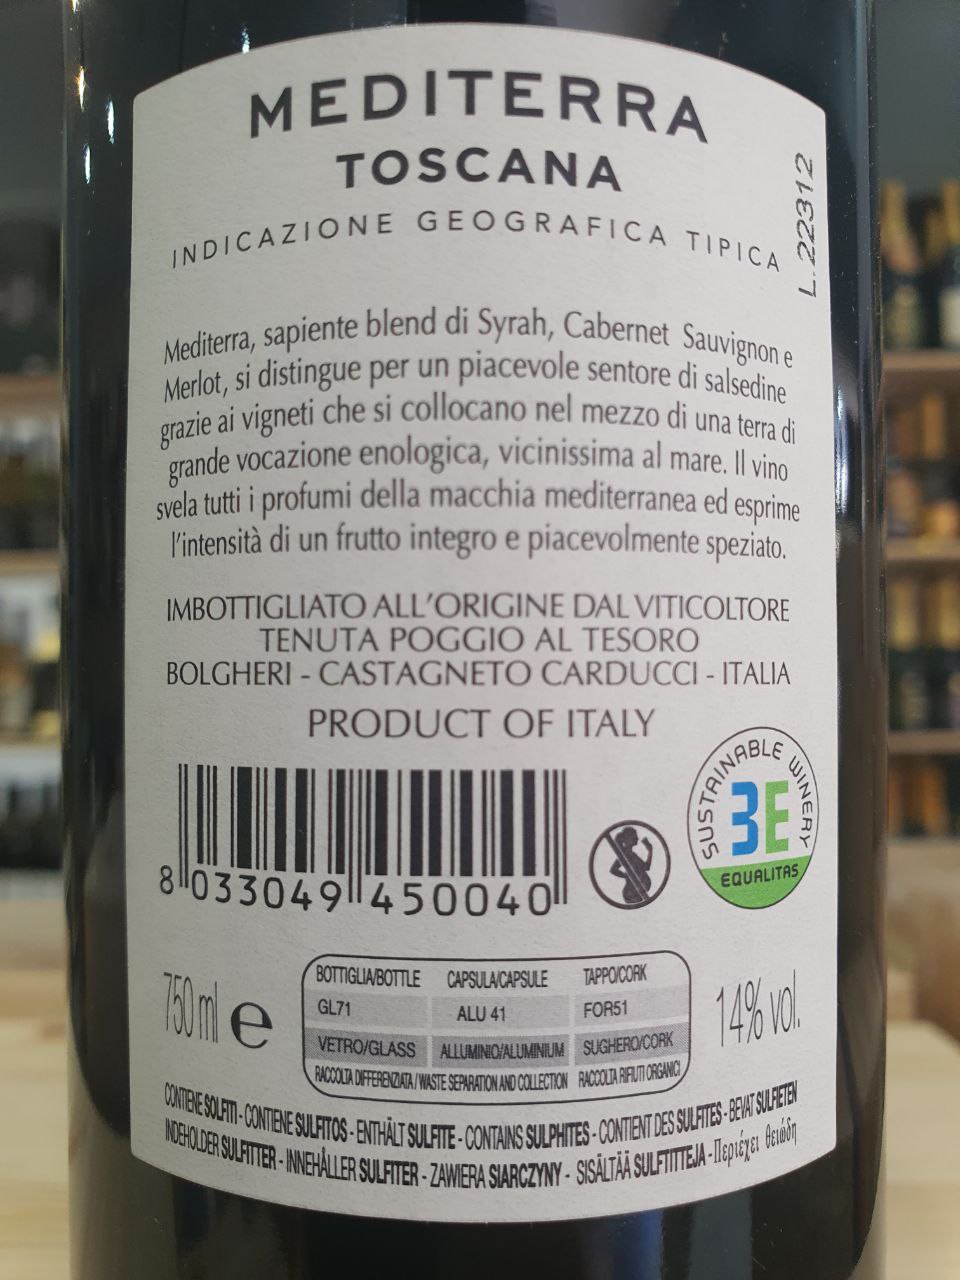 MEDITERRA
TOSCANA
INDICAZIONE GEOGRAFICA TIPICA
L. 22312
Mediterra, sapiente blend di Syrah, Cabernet Sauvignon e
Merlot, si distingue per un piacevole sentore di salsedine
grazie ai vigneti che si collocano nel mezzo di una terra di
grande vocazione enologica, vicinissima al mare. Il vino
svela tutti i profumi della macchia mediterranea ed esprime
l'intensità di un frutto integro e piacevolmente speziato.
IMBOTTIGLIATO ALL'ORIGINE DAL VITICOLTORE
TENUTA POGGIO AL TESORO
BOLGHERI - CASTAGNETO CARDUCCI - ITALIA
PRODUCT OF ITALY
SUSTAINABLE WINERY
3E
EQUALITAS
8 033049 450040
750 ml e
BOTTIGLIA/BOTTLE CAPSULA/CAPSULE TAPPO/CORK
GL71 ALU 41 FOR51
VETRO/GLASS ALLUMINIO/ALUMINIUM SUGHERO/CORK
RACCOLTA DIFFERENZIATA / WASTE SEPARATION AND COLLECTION RACCOLTA RIFIUTI ORGANICI
14% vol.
CONTIENE SOLFITI - CONTIENE SULFITOS - ENTHÄLT SULFITE - CONTAINS SULPHITES - CONTIENT DES SULFITES - BEVAT SULFIETEN
INDEHOLDER SULFITTER - INNEHÅLLER SULFITER - ZAWIERA SIARCZYNY - SISÄLTÄÄ SULFTITTEJA - Περιέχει θειώδη